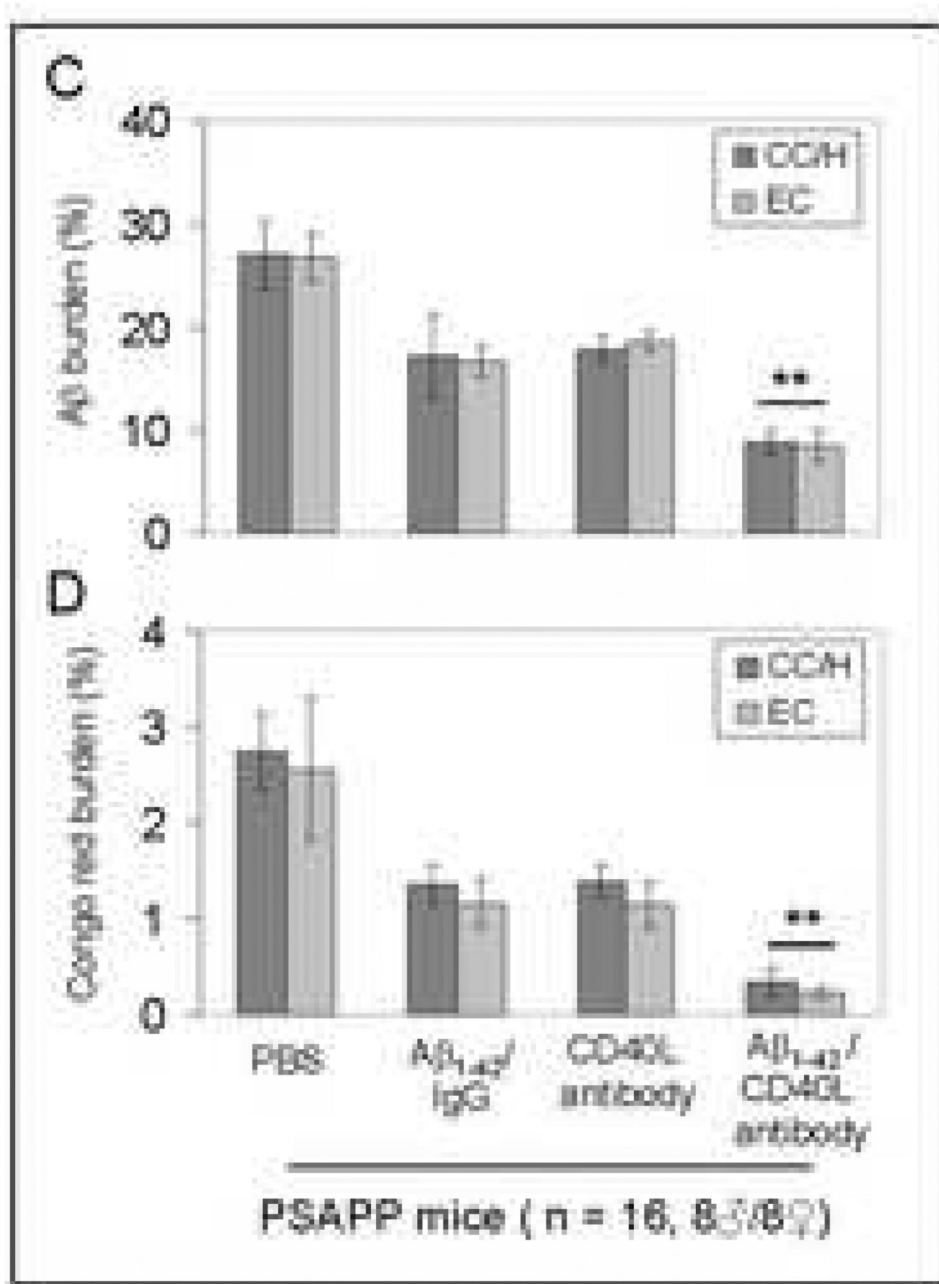 C
Aβ burden (%)
40
30
20
10
0
CC/H
EC
**
D
Congo red burden (%)
4
3
2
1
0
CC/H
EC
**
PBS
Aβ₁₋₄₂/
IgG
CD40L
antibody
Aβ₁₋₄₂/
CD40L
antibody
PSAPP mice ( n = 16, 8♂/8♀)